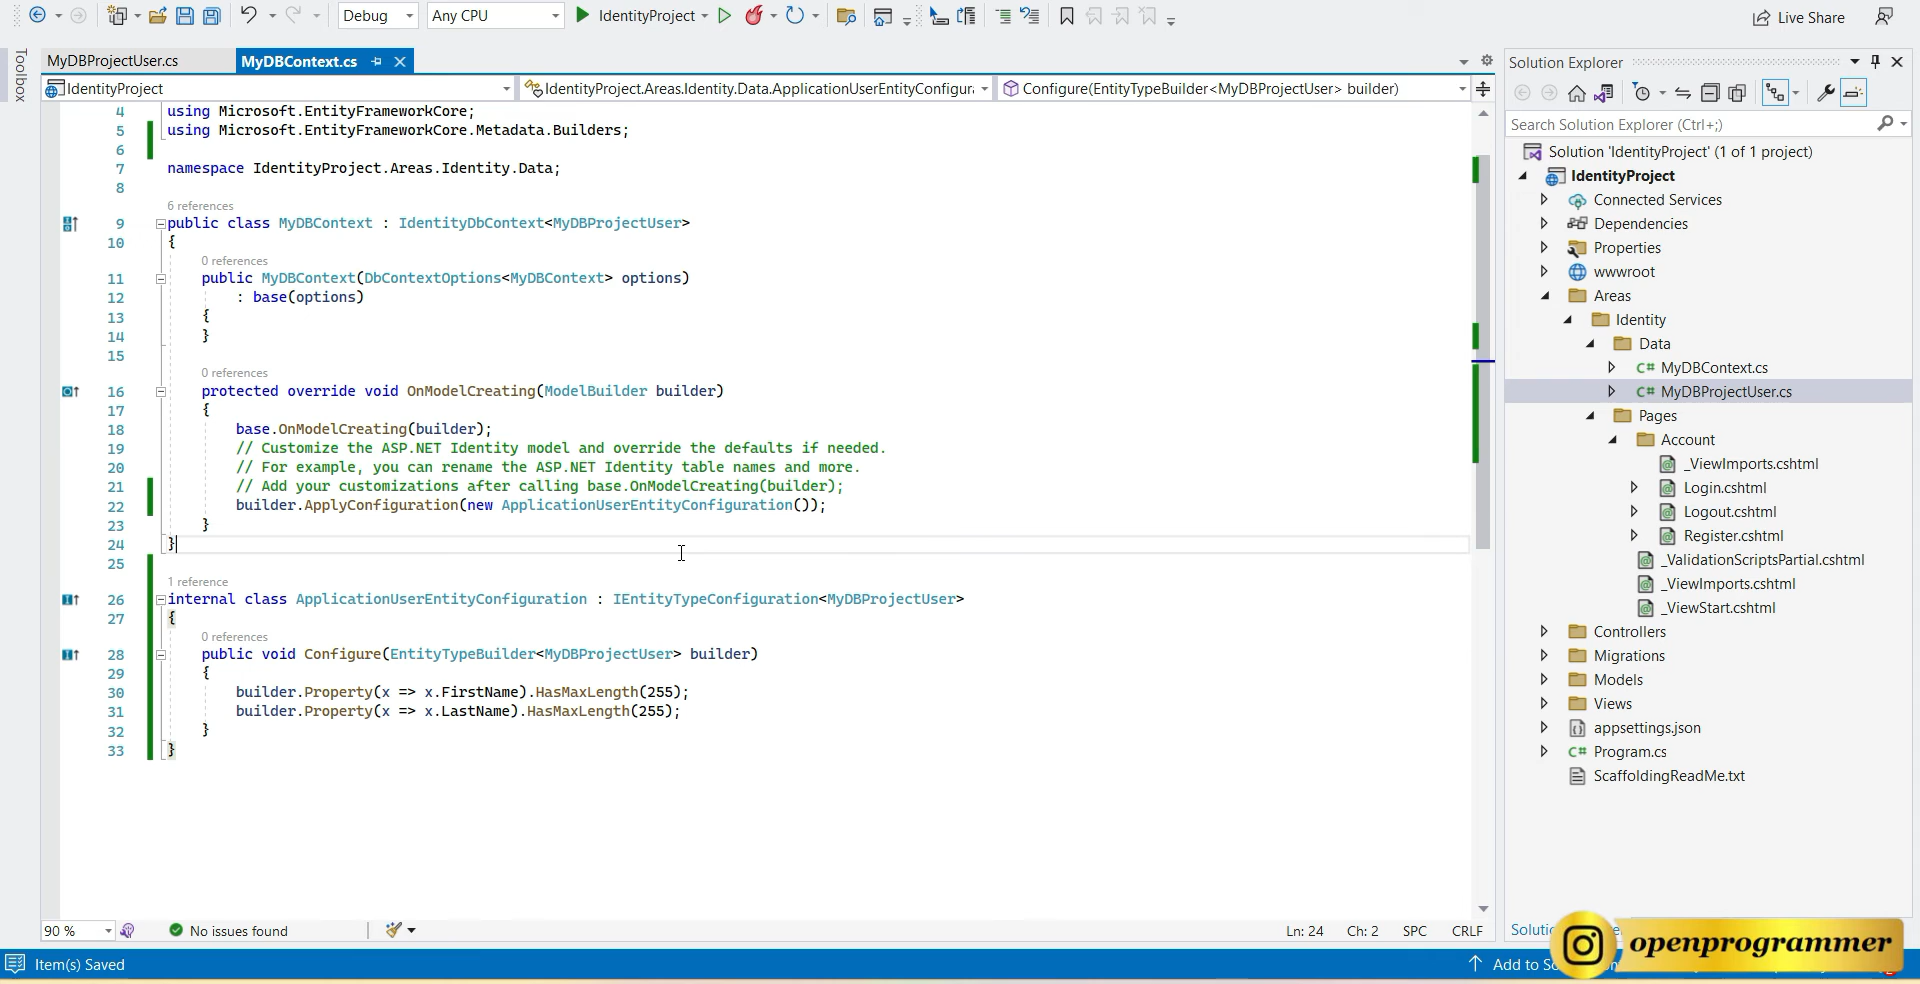 Debug
Any CPU
IdentityProject
Live Share
Toolbox
MyDBProjectUser.cs
MyDBContext.cs
IdentityProject
IdentityProject.Areas.Identity.Data.ApplicationUserEntityConfigura
Configure(EntityTypeBuilder<MyDBProjectUser> builder)
4 using Microsoft.EntityFrameworkCore;
5 using Microsoft.EntityFrameworkCore.Metadata.Builders;
6
7 namespace IdentityProject.Areas.Identity.Data;
8
6 references
9 public class MyDBContext : IdentityDbContext<MyDBProjectUser>
10 {
0 references
11 public MyDBContext(DbContextOptions<MyDBContext> options)
12 : base(options)
13 {
14 }
15
0 references
16 protected override void OnModelCreating(ModelBuilder builder)
17 {
18 base.OnModelCreating(builder);
19 // Customize the ASP.NET Identity model and override the defaults if needed.
20 // For example, you can rename the ASP.NET Identity table names and more.
21 // Add your customizations after calling base.OnModelCreating(builder);
22 builder.ApplyConfiguration(new ApplicationUserEntityConfiguration());
23 }
24 }
25
1 reference
26 internal class ApplicationUserEntityConfiguration : IEntityTypeConfiguration<MyDBProjectUser>
27 {
0 references
28 public void Configure(EntityTypeBuilder<MyDBProjectUser> builder)
29 {
30 builder.Property(x => x.FirstName).HasMaxLength(255);
31 builder.Property(x => x.LastName).HasMaxLength(255);
32 }
33 }
90 %
No issues found
Ln: 24 Ch: 2 SPC CRLF
Solution Explorer
Search Solution Explorer (Ctrl+;)
Solution 'IdentityProject' (1 of 1 project)
IdentityProject
Connected Services
Dependencies
Properties
wwwroot
Areas
Identity
Data
C# MyDBContext.cs
C# MyDBProjectUser.cs
Pages
Account
_ViewImports.cshtml
Login.cshtml
Logout.cshtml
Register.cshtml
_ValidationScriptsPartial.cshtml
_ViewImports.cshtml
_ViewStart.cshtml
Controllers
Migrations
Models
Views
appsettings.json
C# Program.cs
ScaffoldingReadMe.txt
openprogrammer
Item(s) Saved
Add to